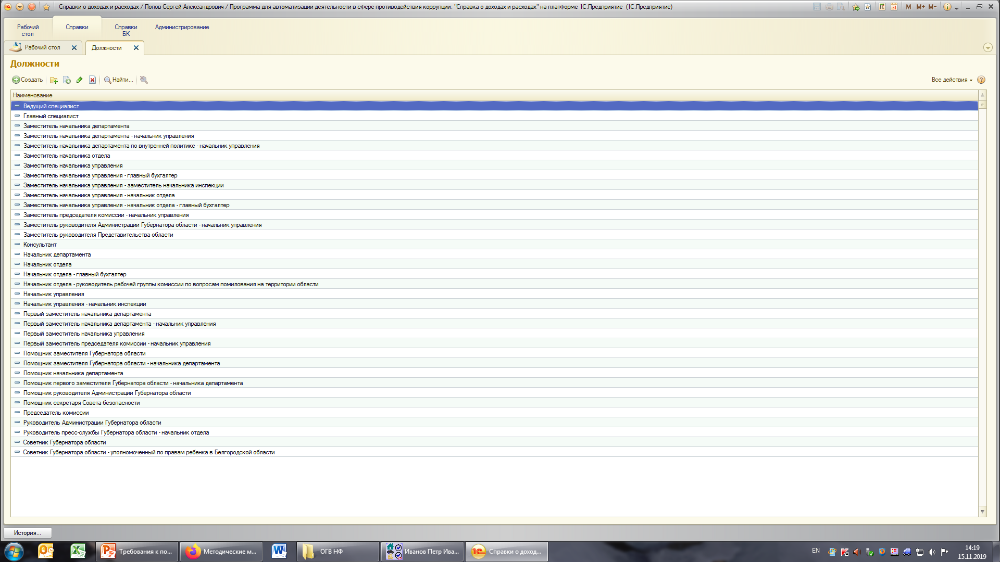 Справки о доходах и расходах / Попов Сергей Александрович / Программа для автоматизации деятельности в сфере противодействия коррупции: "Справка о доходах и расходах" на платформе 1С:Предприятие (1С:Предприятие)
M M+ M-
Рабочий стол
Справки
Справки БК
Администрирование
Рабочий стол
Должности
Должности
Создать
Найти...
Все действия
Наименование
Ведущий специалист
Главный специалист
Заместитель начальника департамента
Заместитель начальника департамента - начальник управления
Заместитель начальника департамента по внутренней политике - начальник управления
Заместитель начальника отдела
Заместитель начальника управления
Заместитель начальника управления - главный бухгалтер
Заместитель начальника управления - заместитель начальника инспекции
Заместитель начальника управления - начальник отдела
Заместитель начальника управления - начальник отдела - главный бухгалтер
Заместитель председателя комиссии - начальник управления
Заместитель руководителя Администрации Губернатора области - начальник управления
Заместитель руководителя Представительства области
Консультант
Начальник департамента
Начальник отдела
Начальник отдела - главный бухгалтер
Начальник отдела - руководитель рабочей группы комиссии по вопросам помилования на территории области
Начальник управления
Начальник управления - начальник инспекции
Первый заместитель начальника департамента
Первый заместитель начальника департамента - начальник управления
Первый заместитель начальника управления
Первый заместитель председателя комиссии - начальник управления
Помощник заместителя Губернатора области
Помощник заместителя Губернатора области - начальника департамента
Помощник начальника департамента
Помощник первого заместителя Губернатора области - начальника департамента
Помощник руководителя Администрации Губернатора области
Помощник секретаря Совета безопасности
Председатель комиссии
Руководитель Администрации Губернатора области
Руководитель пресс-службы Губернатора области - начальник отдела
Советник Губернатора области
Советник Губернатора области - уполномоченный по правам ребенка в Белгородской области
История...
Требования к по...
Методические м...
ОГВ НФ
Иванов Петр Ива...
Справки о доход...
EN
14:19
15.11.2019